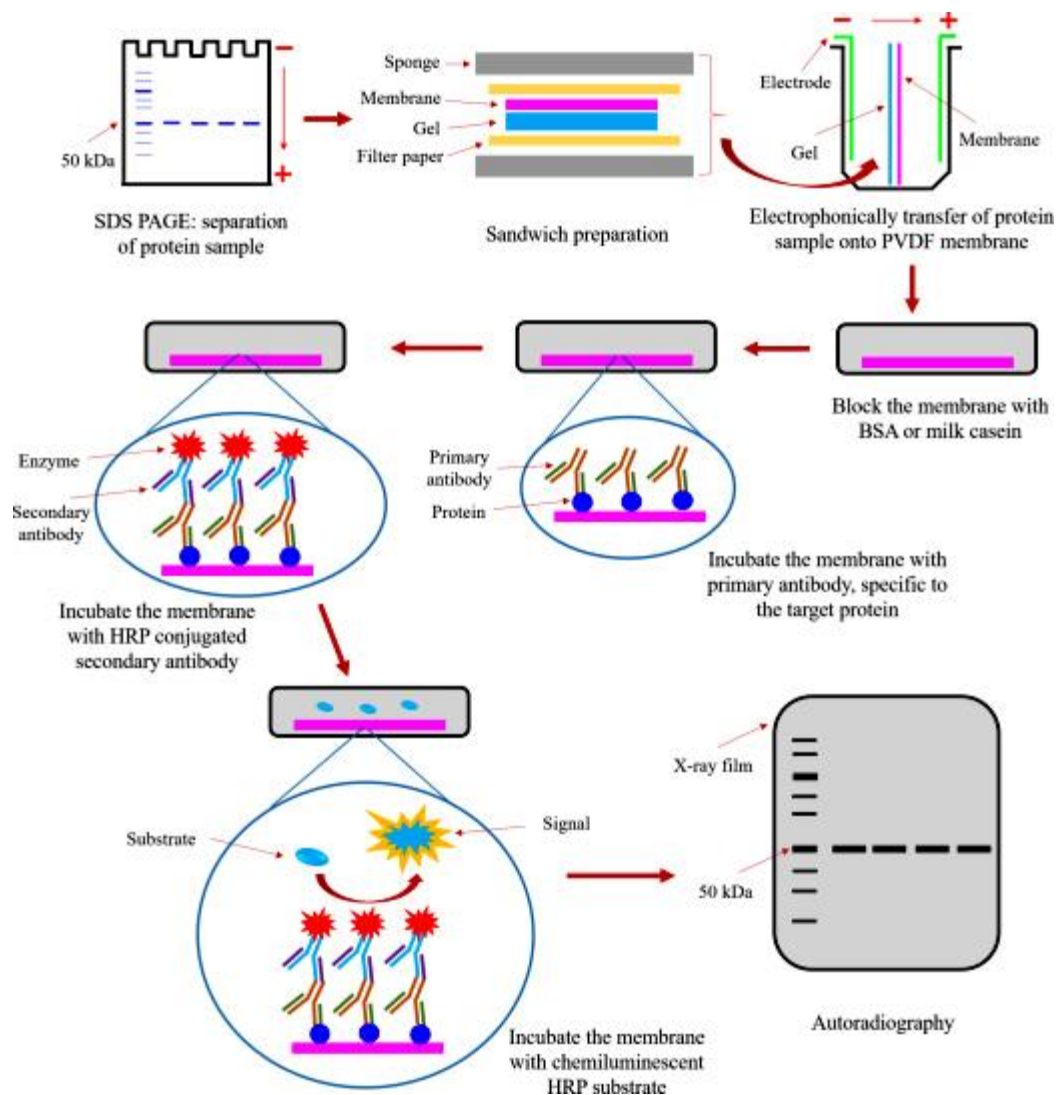 −
+
50 kDa
SDS PAGE: separation
of protein sample
Sponge
Membrane
Gel
Filter paper
Sandwich preparation
− +
Electrode
Gel
Membrane
Electrophonically transfer of protein
sample onto PVDF membrane
Block the membrane with
BSA or milk casein
Primary
antibody
Protein
Incubate the membrane with
primary antibody, specific to
the target protein
Enzyme
Secondary
antibody
Incubate the membrane
with HRP conjugated
secondary antibody
Substrate
Signal
Incubate the membrane
with chemiluminescent
HRP substrate
X-ray film
50 kDa
Autoradiography